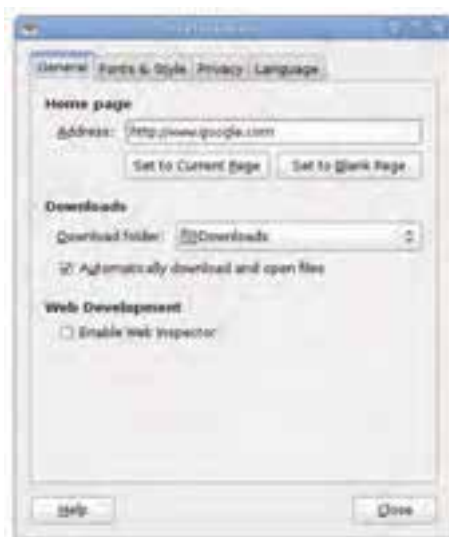 General Fonts & Style Privacy Language
Home page
Address: http://www.google.com
Set to Current Page Set to Blank Page
Downloads
Download folder: Downloads
Automatically download and open files
Web Development
Enable Web Inspector
Help Close